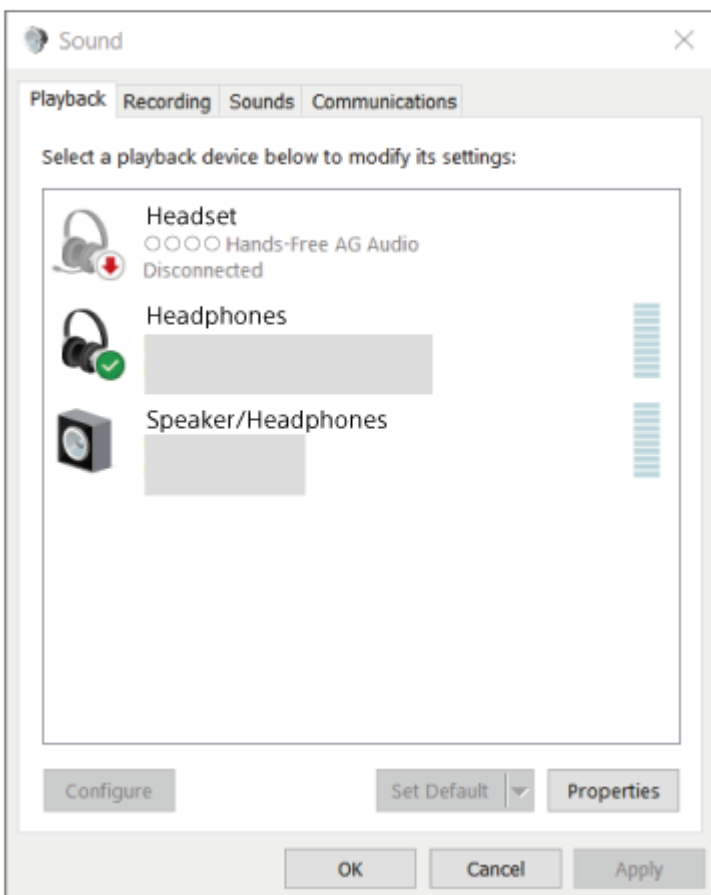 Sound
Playback Recording Sounds Communications
Select a playback device below to modify its settings:
Headset
○○○○ Hands-Free AG Audio
Disconnected
Headphones
Speaker/Headphones
Configure Set Default Properties
OK Cancel Apply